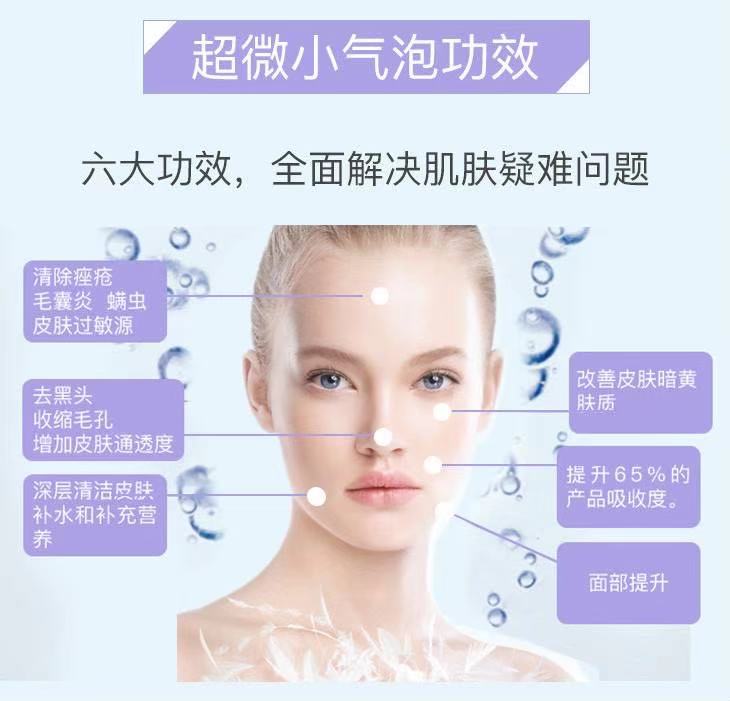 超微小气泡功效
六大功效，全面解决肌肤疑难问题
清除痤疮
毛囊炎 螨虫
皮肤过敏源
去黑头
收缩毛孔
增加皮肤通透度
深层清洁皮肤
补水和补充营
养
改善皮肤暗黄
肤质
提升65%的
产品吸收度。
面部提升